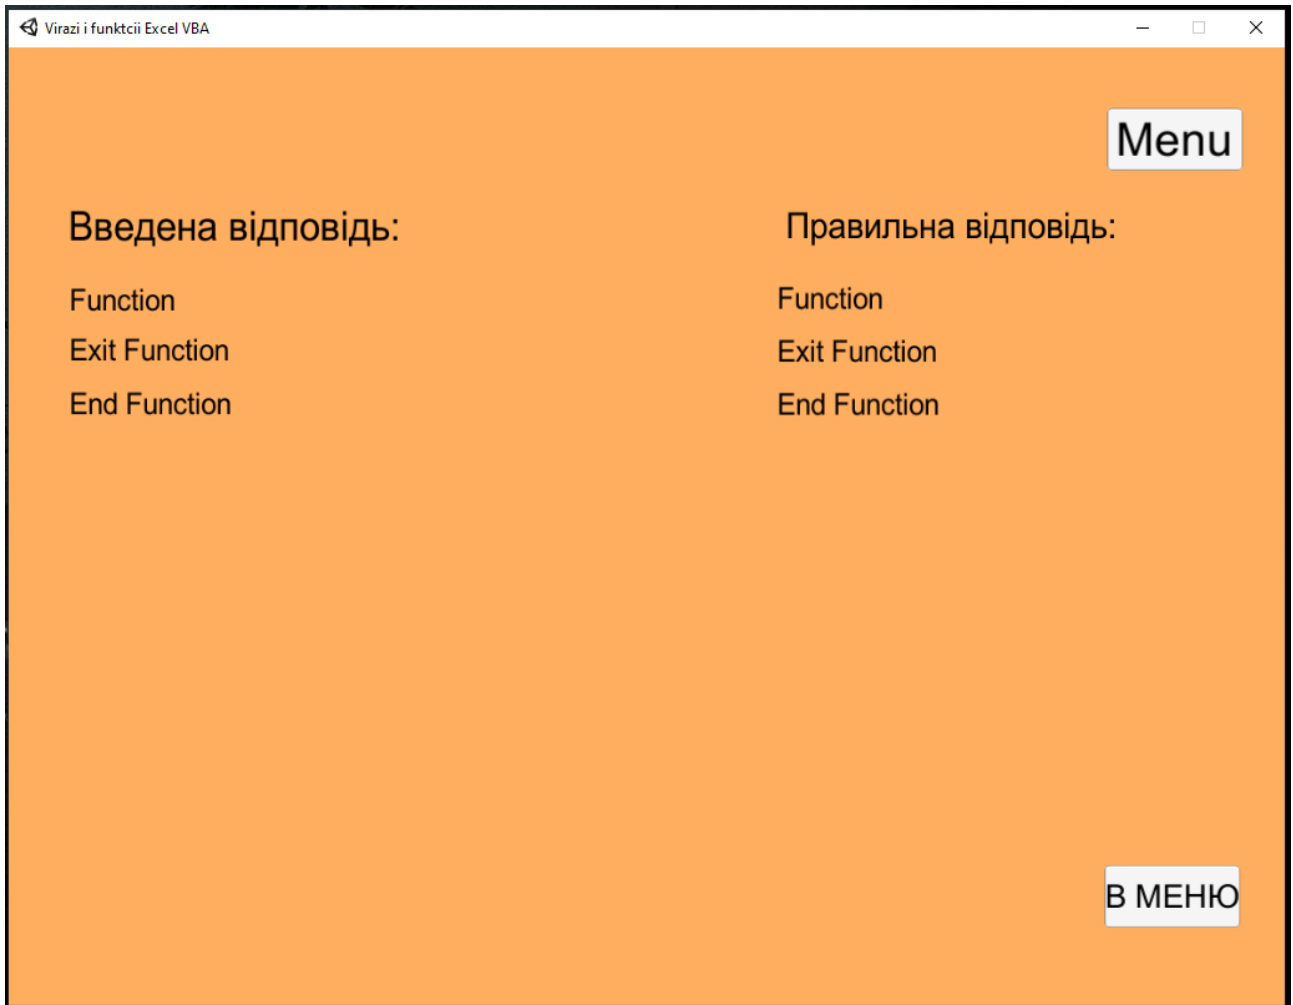 Virazi i funktcii Excel VBA
Menu
Введена відповідь:
Правильна відповідь:
Function
Function
Exit Function
Exit Function
End Function
End Function
В МЕНЮ